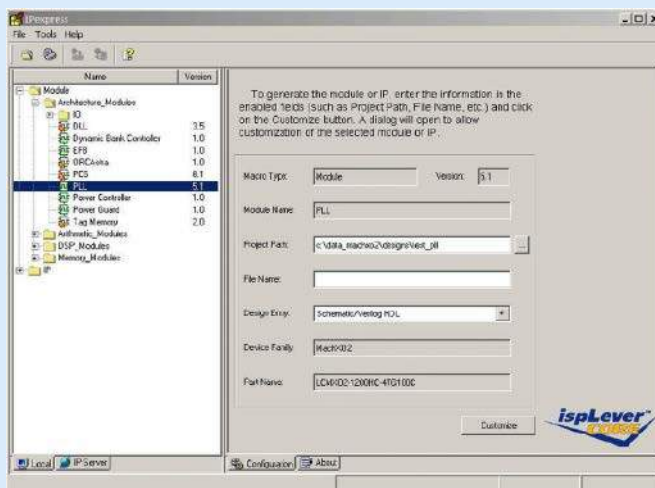 IPexpress
File Tools Help
Name Version
Module
Architecture_Modules
IO
DLL 3.5
Dynamic Bank Controller 1.0
EFB 1.0
ORCAstra 1.0
PCS 8.1
PLL 5.1
Power Controller 1.0
Power Guard 1.0
Tag Memory 2.0
Arithmetic_Modules
DSP_Modules
Memory_Modules
IP
To generate the module or IP, enter the information in the
enabled fields (such as Project Path, File Name, etc.) and click
on the Customize button. A dialog will open to allow
customization of the selected module or IP.
Macro Type: Module Version: 5.1
Module Name: PLL
Project Path: c:\data_machxo2\designs\test_pll ...
File Name:
Design Entry: Schematic/Verilog HDL
Device Family: MachXO2
Part Name: LCMXO2-1200HC-4TG100C
Customize
ispLever
CORE
Local IP Server
Configuration About